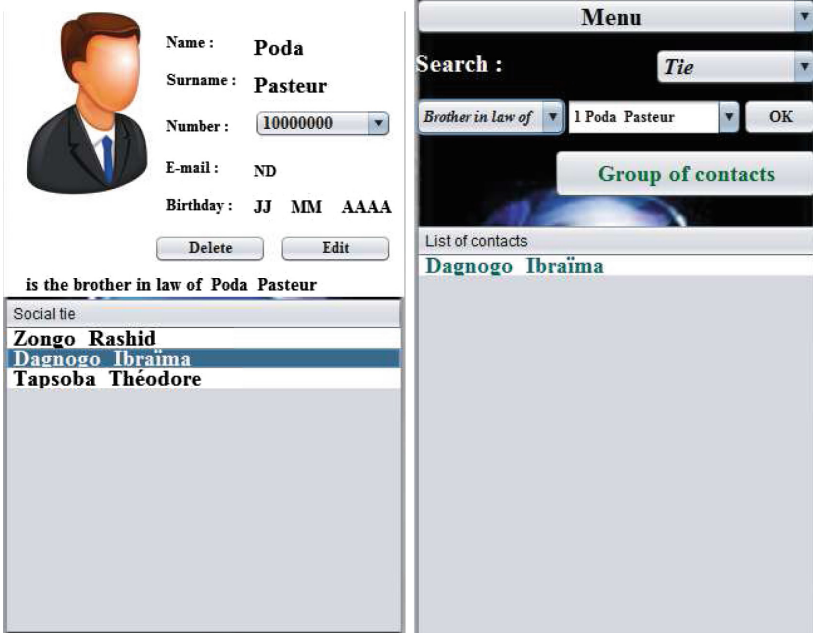 Name : Poda
Surname : Pasteur
Number : 10000000
E-mail : ND
Birthday : JJ MM AAAA
Delete Edit
is the brother in law of Poda Pasteur
Social tie
Zongo Rashid
Dagnogo Ibraïma
Tapsoba Théodore
Menu
Search : Tie
Brother in law of 1 Poda Pasteur OK
Group of contacts
List of contacts
Dagnogo Ibraïma